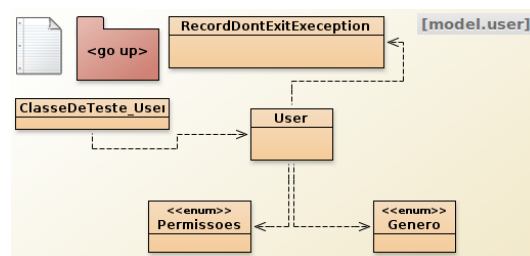 RecordDontExitExeception
[model.user]
<go up>
ClasseDeTeste_User
User
<<enum>>
Permissoes
<<enum>>
Genero